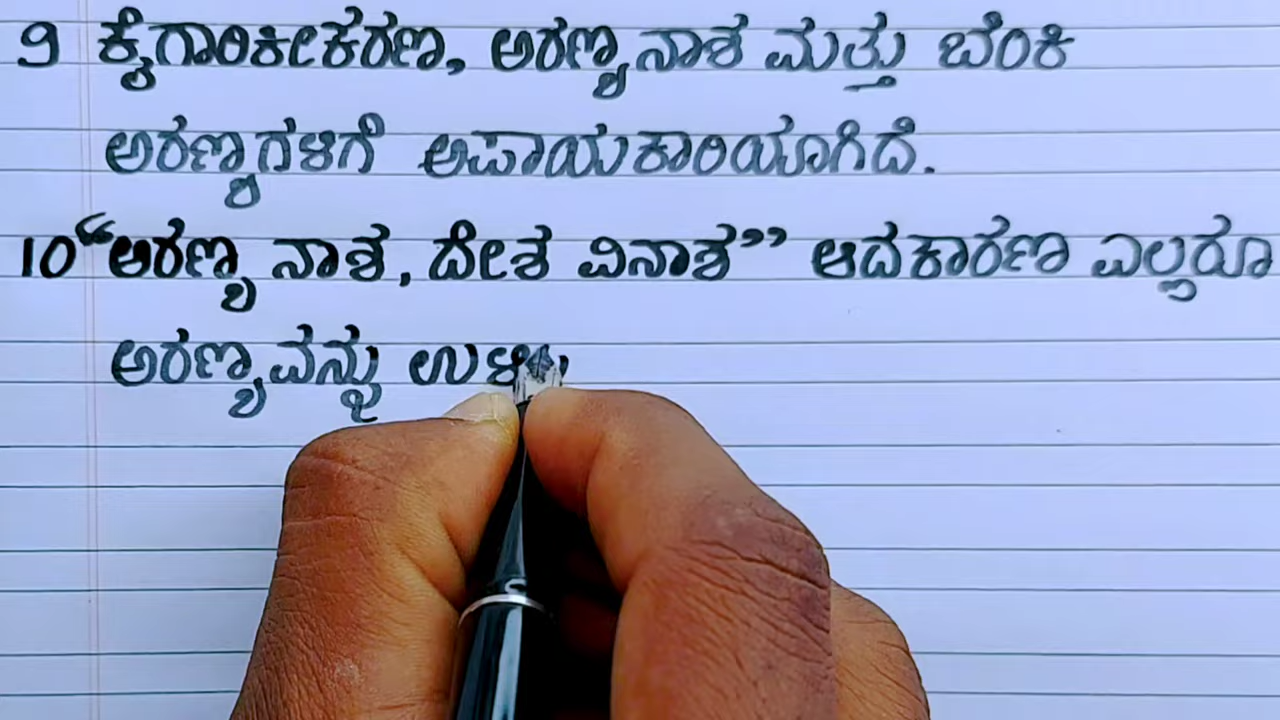 9 ಕೈಗಾರಿಕೀಕರಣ, ಅರಣ್ಯನಾಶ ಮತ್ತು ಬೆಂಕಿ
ಅರಣ್ಯಗಳಿಗೆ ಅಪಾಯಕಾರಿಯಾಗಿದೆ.
10 “ಅರಣ್ಯ ನಾಶ, ದೇಶ ವಿನಾಶ” ಆದಕಾರಣ ಎಲ್ಲರೂ
ಅರಣ್ಯವನ್ನು